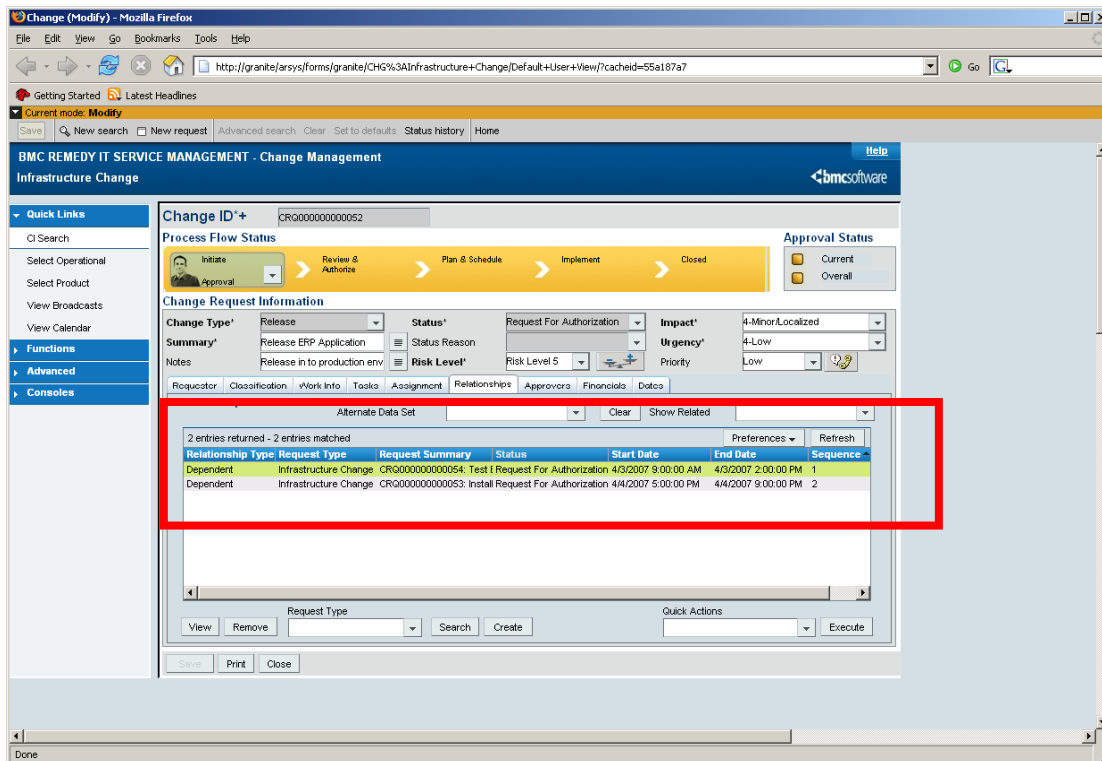 Change (Modify) - Mozilla Firefox
File Edit View Go Bookmarks Tools Help
http://granite/arsys/forms/granite/CHG%3AInfrastructure+Change/Default+User+View/?cacheid=55a187a7
Go
Getting Started Latest Headlines
Current mode: Modify
Save New search New request Advanced search Clear Set to defaults Status history Home
BMC REMEDY IT SERVICE MANAGEMENT - Change Management
Help
Infrastructure Change
bmcsoftware
Quick Links
CI Search
Select Operational
Select Product
View Broadcasts
View Calendar
Functions
Advanced
Consoles
Change ID*+ CRQ000000000052
Process Flow Status
Approval Status
Initiate
Approval
Review & Authorize
Plan & Schedule
Implement
Closed
Current
Overall
Change Request Information
Change Type* Release Status* Request For Authorization Impact* 4-Minor/Localized
Summary* Release ERP Application Status Reason Urgency* 4-Low
Notes Release in to production env Risk Level* Risk Level 5 Priority Low
Requester Classification Work Info Tasks Assignment Relationships Approvers Financials Dates
Alternate Data Set Clear Show Related
2 entries returned - 2 entries matched Preferences Refresh
Relationship Type Request Type Request Summary Status Start Date End Date Sequence
Dependent Infrastructure Change CRQ000000000054: Test E Request For Authorization 4/3/2007 9:00:00 AM 4/3/2007 2:00:00 PM 1
Dependent Infrastructure Change CRQ000000000053: Install Request For Authorization 4/4/2007 5:00:00 PM 4/4/2007 9:00:00 PM 2
Request Type Quick Actions
View Remove Search Create Execute
Save Print Close
Done